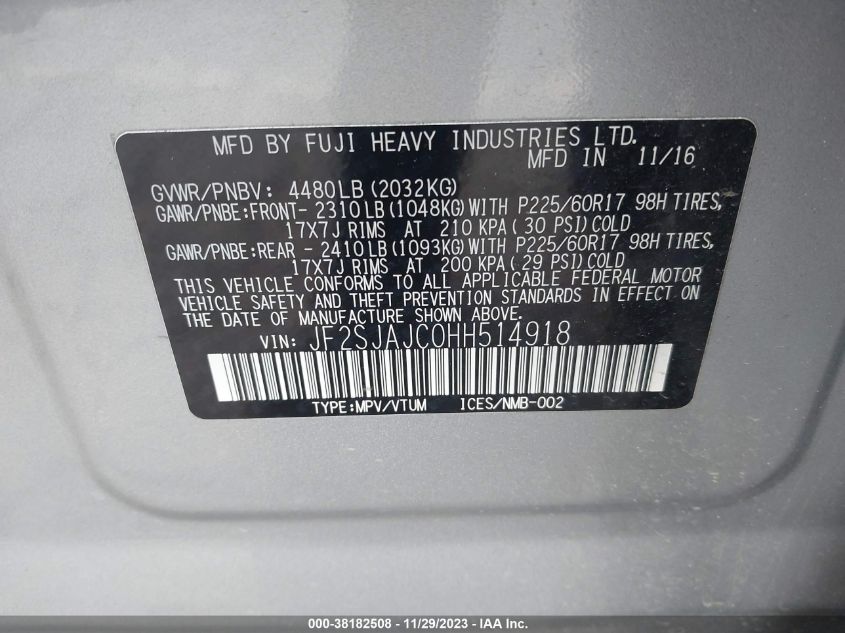 MFD BY FUJI HEAVY INDUSTRIES LTD.
MFD IN 11/16
GVWR/PNBV: 4480LB(2032KG)
GAWR/PNBE:FRONT- 2310LB(1048KG)WITH P225/60R17 98H TIRES,
17X7J RIMS AT 210 KPA(30 PSI)COLD
GAWR/PNBE:REAR - 2410LB(1093KG)WITH P225/60R17 98H TIRES,
17X7J RIMS AT 200 KPA(29 PSI)COLD
THIS VEHICLE CONFORMS TO ALL APPLICABLE FEDERAL MOTOR
VEHICLE SAFETY AND THEFT PREVENTION STANDARDS IN EFFECT ON
THE DATE OF MANUFACTURE SHOWN ABOVE.
VIN: JF2SJAJC0HH514918
TYPE:MPV/VTUM ICES/NMB-002
000-38182508 - 11/29/2023 - IAA Inc.